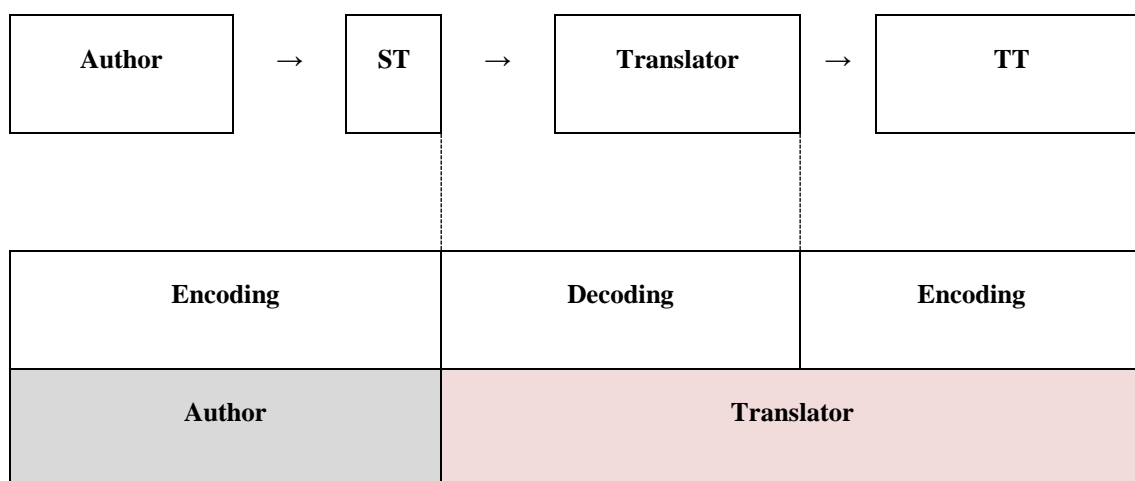 Author → ST → Translator → TT
Encoding Decoding Encoding
Author Translator